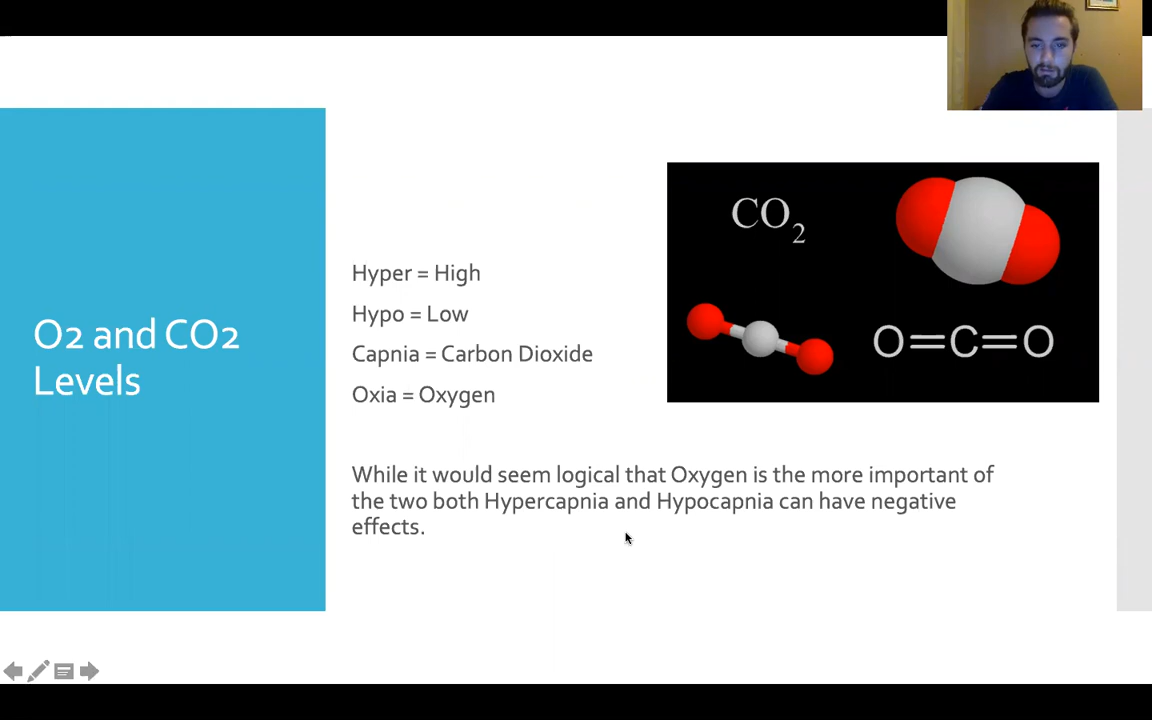 O2 and CO2
Levels
Hyper = High
Hypo = Low
Capnia = Carbon Dioxide
Oxia = Oxygen
While it would seem logical that Oxygen is the more important of
the two both Hypercapnia and Hypocapnia can have negative
effects.
CO₂
O=C=O